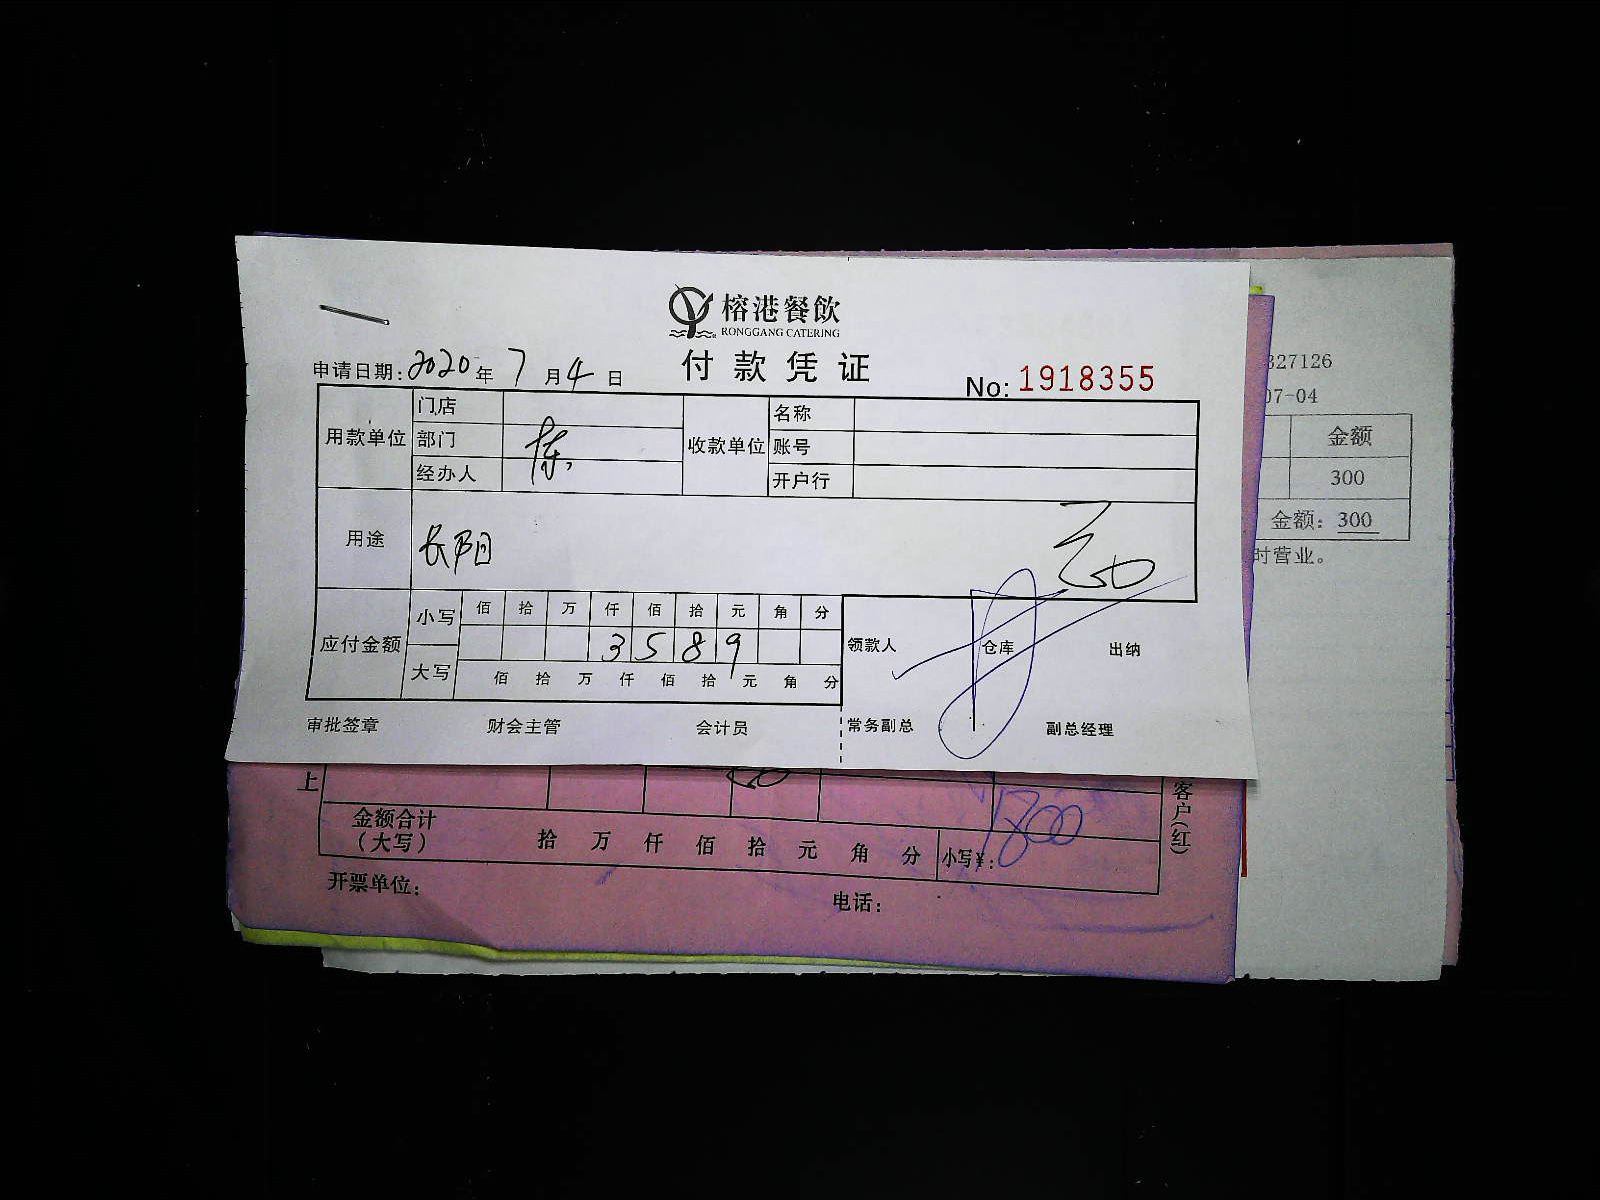 榕港餐飲
RONGGANG CATERING
付款凭证
申请日期:2020年7月4日
No: 1918355
用款单位 门店
部门
经办人
陈
收款单位 名称
账号
开户行
用途 长阳
应付金额 小写 佰 拾 万 仟 佰 拾 元 角 分
3 5 8 9
大写 佰 拾 万 仟 佰 拾 元 角 分
领款人 仓库 出纳
审批签章 财会主管 会计员 常务副总 副总经理
327126
07-04
金额
300
金额: 300
时营业。
上
金额合计
(大写) 拾 万 仟 佰 拾 元 角 分 小写¥: 1800
开票单位: 电话:
客户(红)